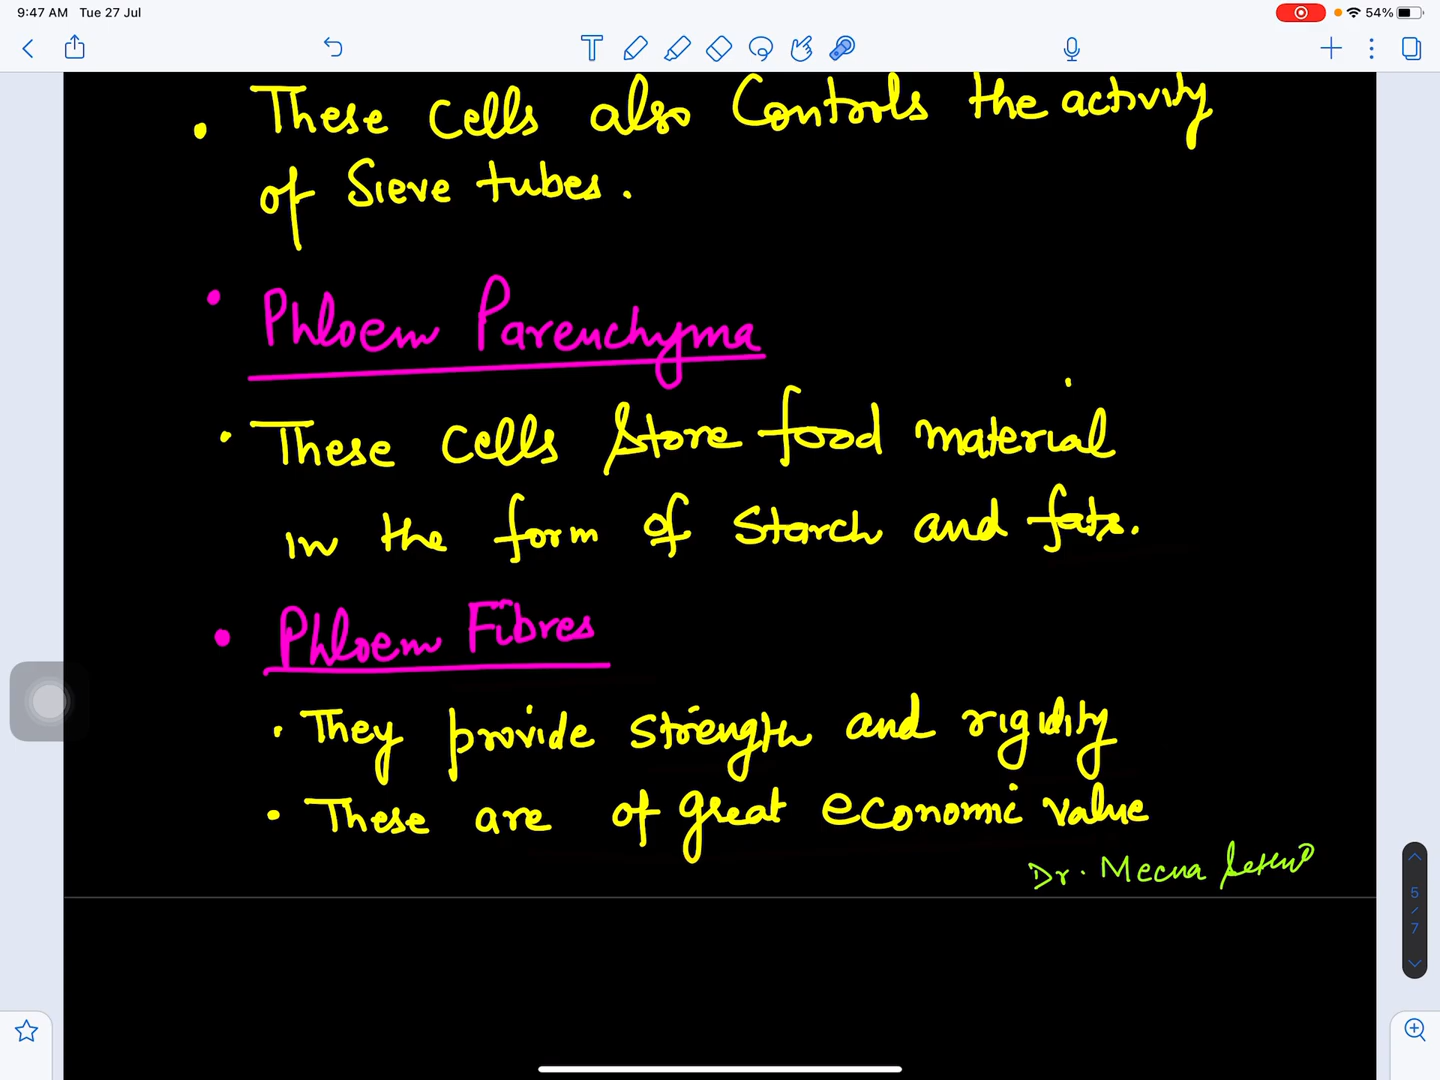 9:47 AM Tue 27 Jul
54%
• These cells also Controls the activity
of Sieve tubes.
• Phloem Parenchyma
• These cells store food material
in the form of starch and fats.
• Phloem Fibres
• They provide strength and rigidity
• These are of great economic value
Dr. Meena
5
/
7